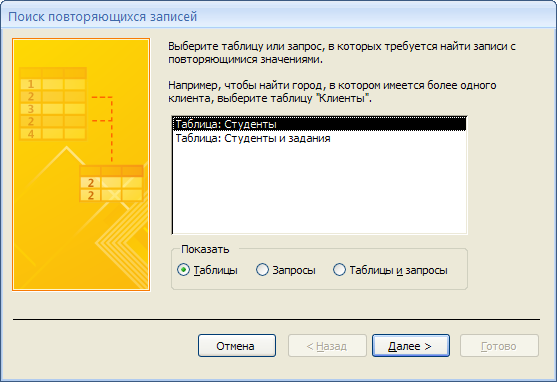 Поиск повторяющихся записей
Выберите таблицу или запрос, в которых требуется найти записи с
повторяющимися значениями.
Например, чтобы найти город, в котором имеется более одного
клиента, выберите таблицу "Клиенты".
Таблица: Студенты
Таблица: Студенты и задания
1
2
3
2
4
2
2
Показать
Таблицы
Запросы
Таблицы и запросы
Отмена
< Назад
Далее >
Готово